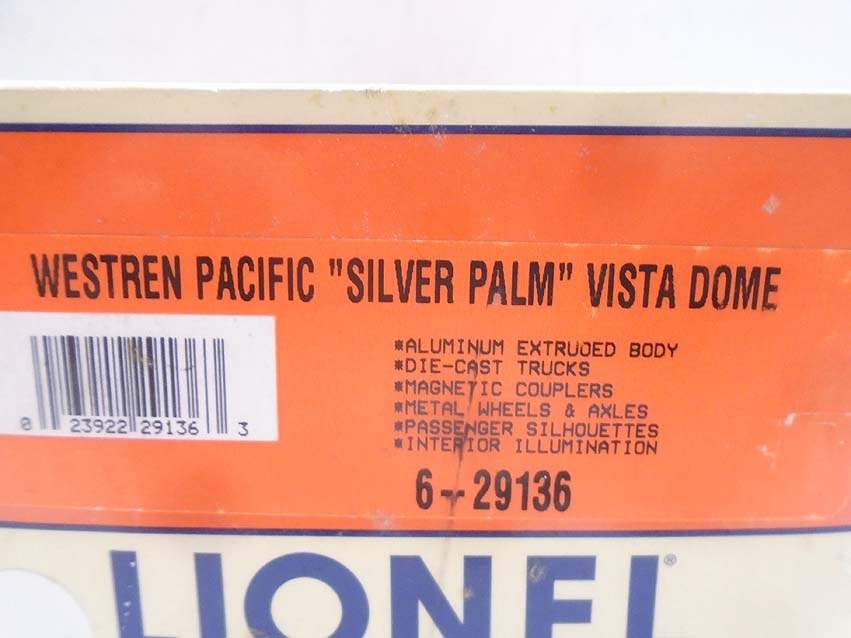 WESTREN PACIFIC "SILVER PALM" VISTA DOME
*ALUMINUM EXTRUDED BODY
*DIE-CAST TRUCKS
*MAGNETIC COUPLERS
*METAL WHEELS & AXLES
*PASSENGER SILHOUETTES
*INTERIOR ILLUMINATION
0 23922 29136 3
6-29136
LIONEL®